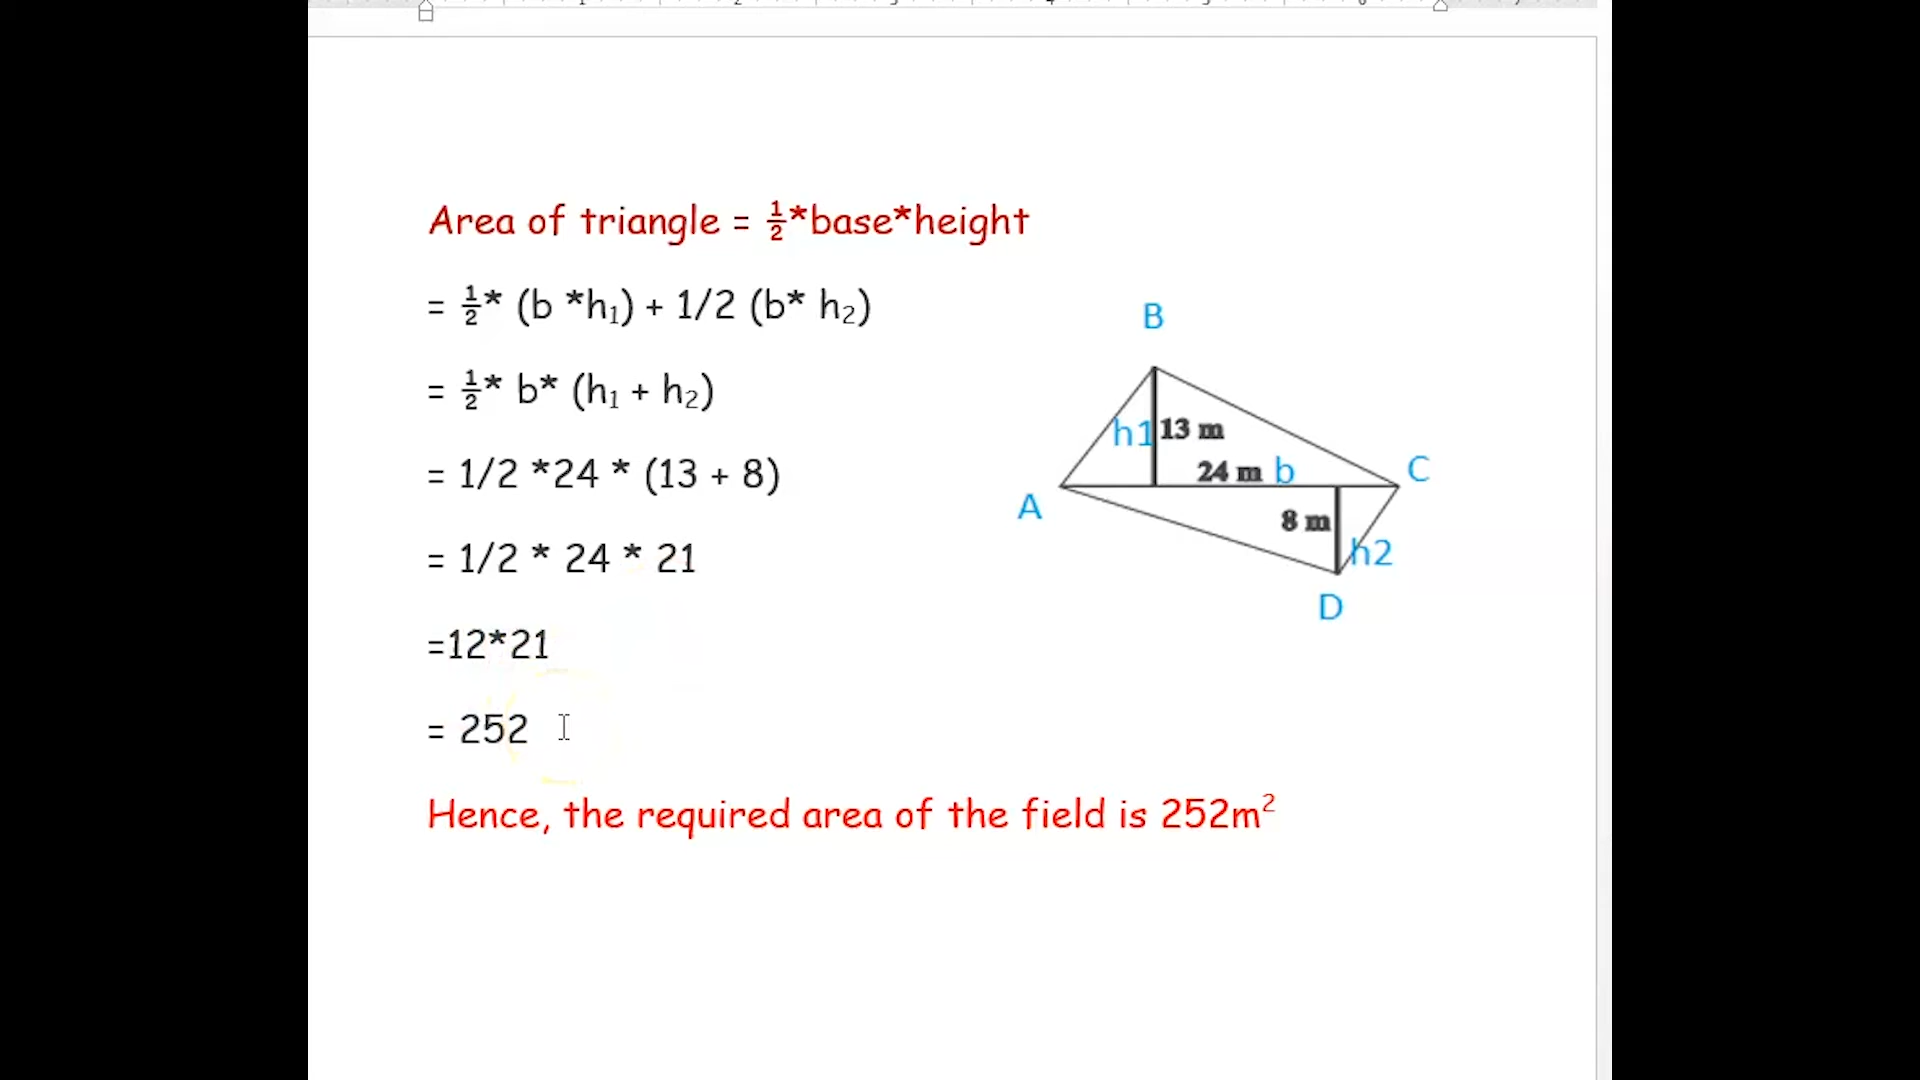 Area of triangle = ½*base*height
= ½* (b *h₁) + 1/2 (b* h₂)
= ½* b* (h₁ + h₂)
= 1/2 *24 * (13 + 8)
= 1/2 * 24 * 21
=12*21
= 252
Hence, the required area of the field is 252m²
B
h1 13 m
24 m b
C
A
8 m
h2
D